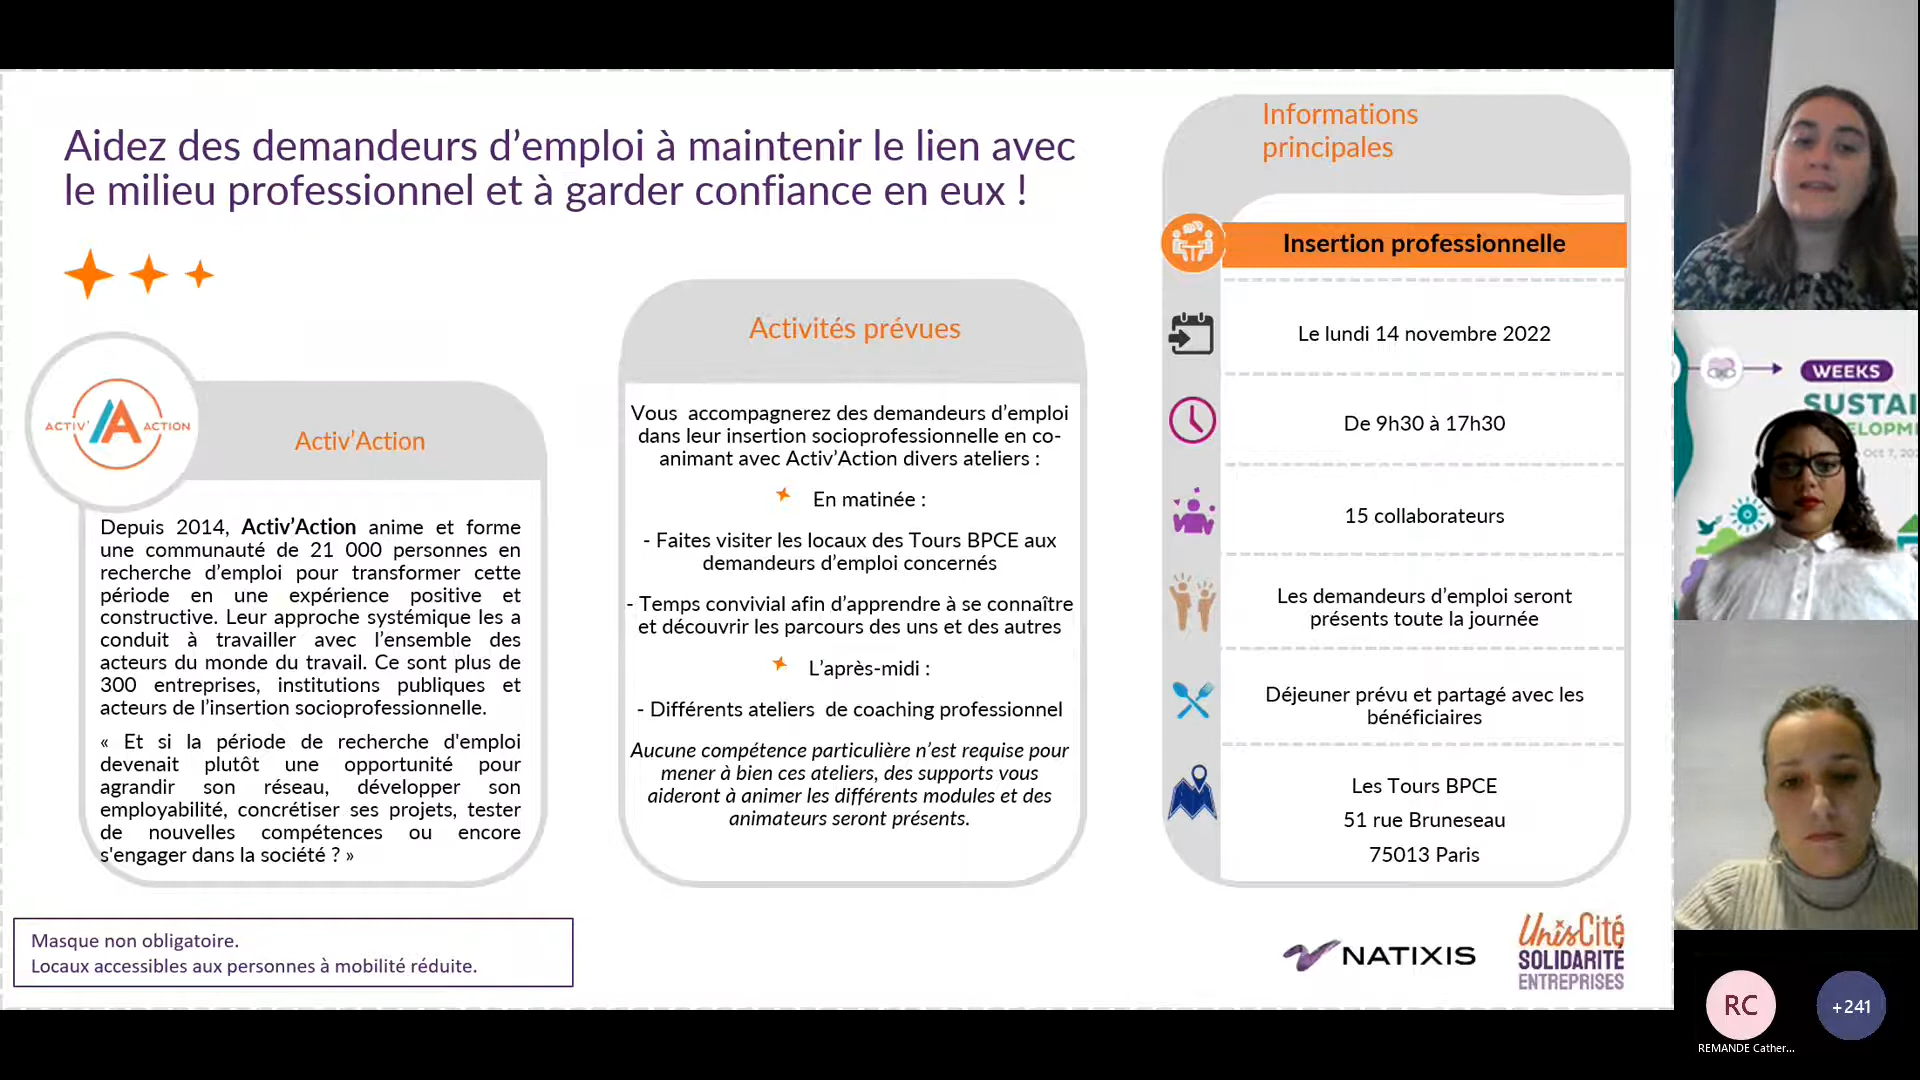 Aidez des demandeurs d’emploi à maintenir le lien avec
le milieu professionnel et à garder confiance en eux !
ACTIV' ACTION
Activ’Action
Depuis 2014, Activ’Action anime et forme
une communauté de 21 000 personnes en
recherche d’emploi pour transformer cette
période en une expérience positive et
constructive. Leur approche systémique les a
conduit à travailler avec l’ensemble des
acteurs du monde du travail. Ce sont plus de
300 entreprises, institutions publiques et
acteurs de l’insertion socioprofessionnelle.
« Et si la période de recherche d'emploi
devenait plutôt une opportunité pour
agrandir son réseau, développer son
employabilité, concrétiser ses projets, tester
de nouvelles compétences ou encore
s'engager dans la société ? »
Activités prévues
Vous accompagnerez des demandeurs d’emploi
dans leur insertion socioprofessionnelle en co-
animant avec Activ’Action divers ateliers :
En matinée :
- Faites visiter les locaux des Tours BPCE aux
demandeurs d’emploi concernés
- Temps convivial afin d’apprendre à se connaître
et découvrir les parcours des uns et des autres
L’après-midi :
- Différents ateliers de coaching professionnel
Aucune compétence particulière n’est requise pour
mener à bien ces ateliers, des supports vous
aideront à animer les différents modules et des
animateurs seront présents.
Informations
principales
Insertion professionnelle
Le lundi 14 novembre 2022
De 9h30 à 17h30
15 collaborateurs
Les demandeurs d’emploi seront
présents toute la journée
Déjeuner prévu et partagé avec les
bénéficiaires
Les Tours BPCE
51 rue Bruneseau
75013 Paris
Masque non obligatoire.
Locaux accessibles aux personnes à mobilité réduite.
NATIXIS
UnisCité
SOLIDARITÉ
ENTREPRISES
WEEKS
SUSTAI
ELOPM
Oct 7, 20
RC
+241
REMANDE Cather...